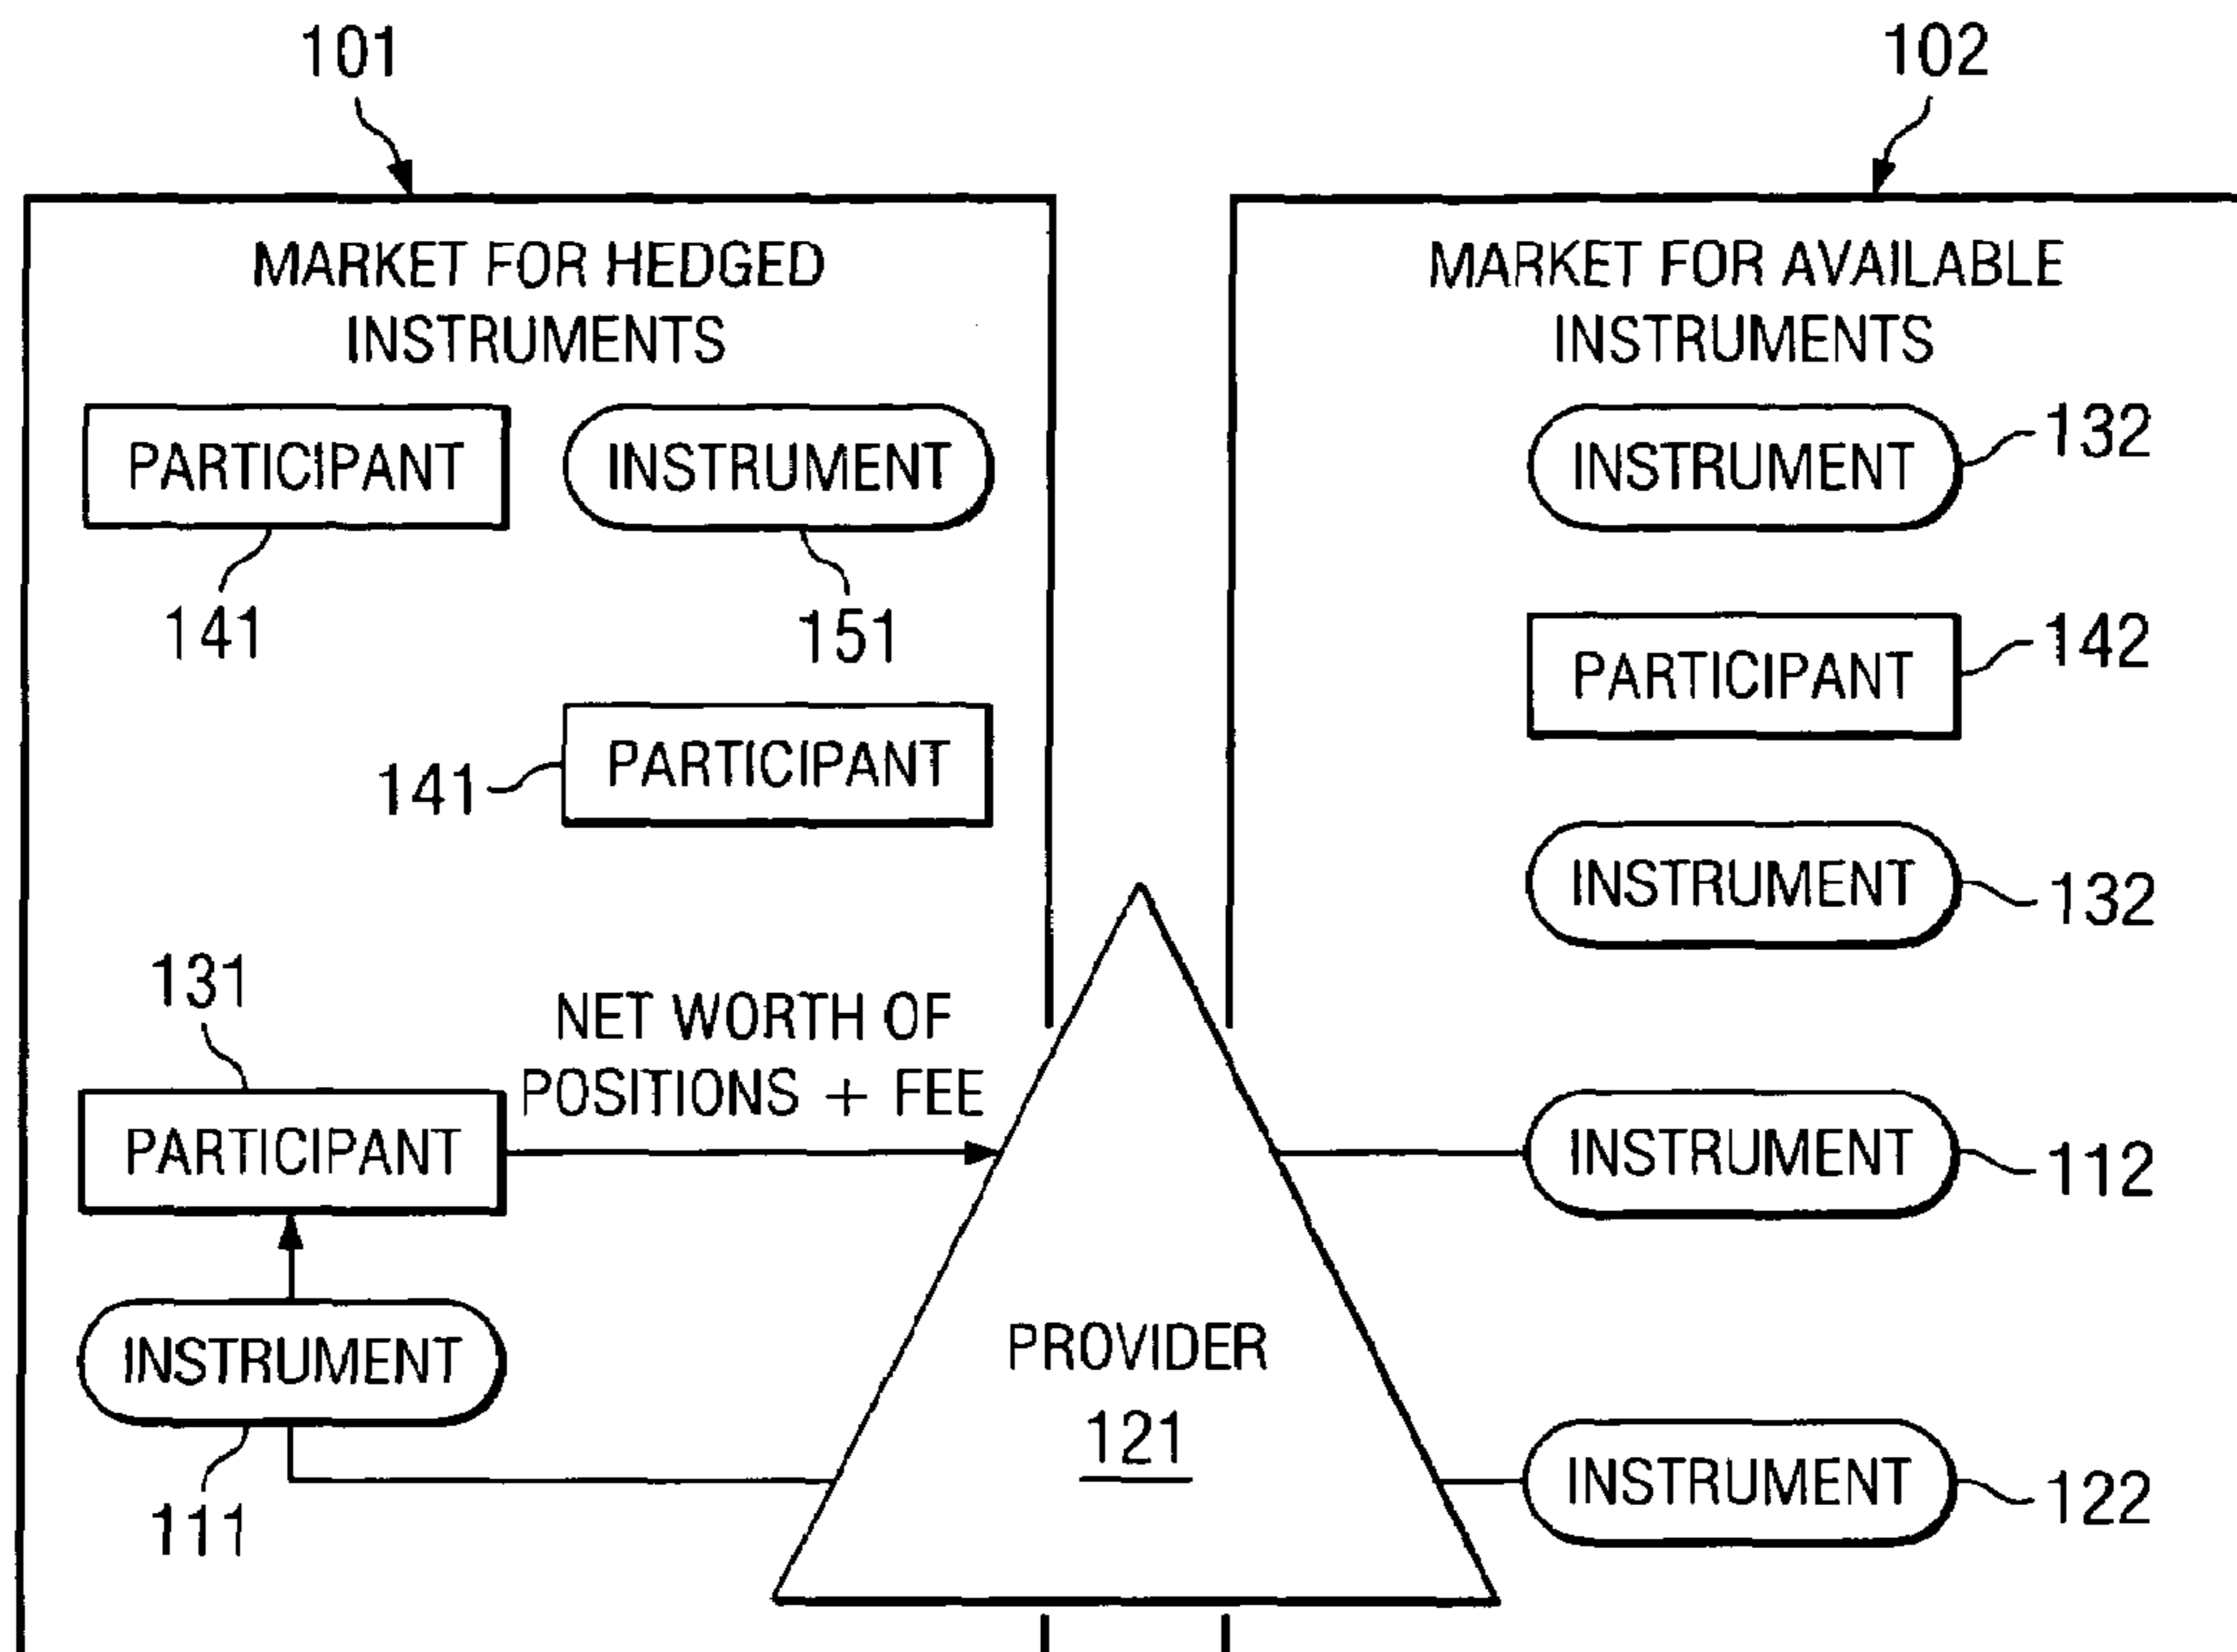 101
102
MARKET FOR HEDGED
INSTRUMENTS
MARKET FOR AVAILABLE
INSTRUMENTS
PARTICIPANT
INSTRUMENT
141
151
PARTICIPANT
141
INSTRUMENT
132
PARTICIPANT
142
INSTRUMENT
132
131
NET WORTH OF
POSITIONS + FEE
PARTICIPANT
INSTRUMENT
111
PROVIDER
121
INSTRUMENT
112
INSTRUMENT
122